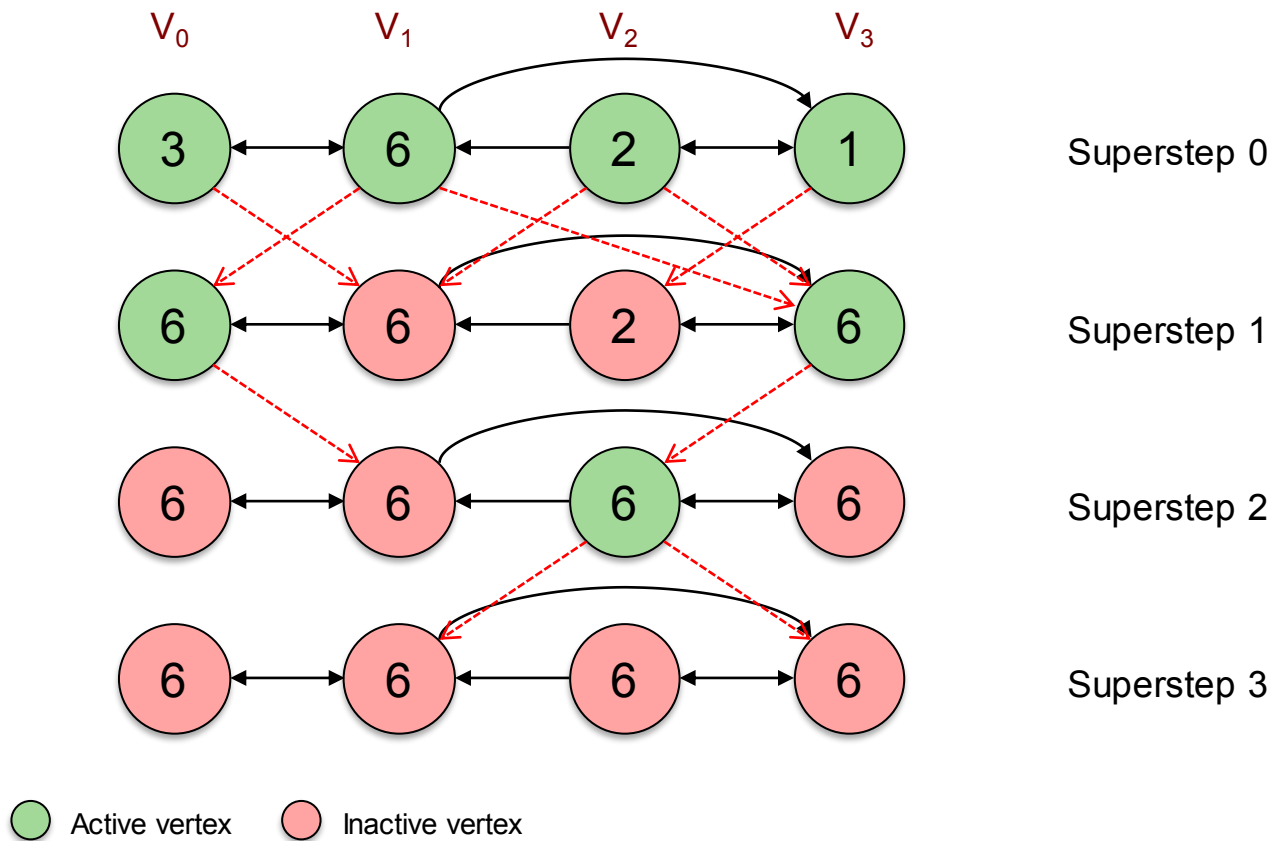 V₀ V₁ V₂ V₃
3 6 2 1 Superstep 0
6 6 2 6 Superstep 1
6 6 6 6 Superstep 2
6 6 6 6 Superstep 3
Active vertex Inactive vertex